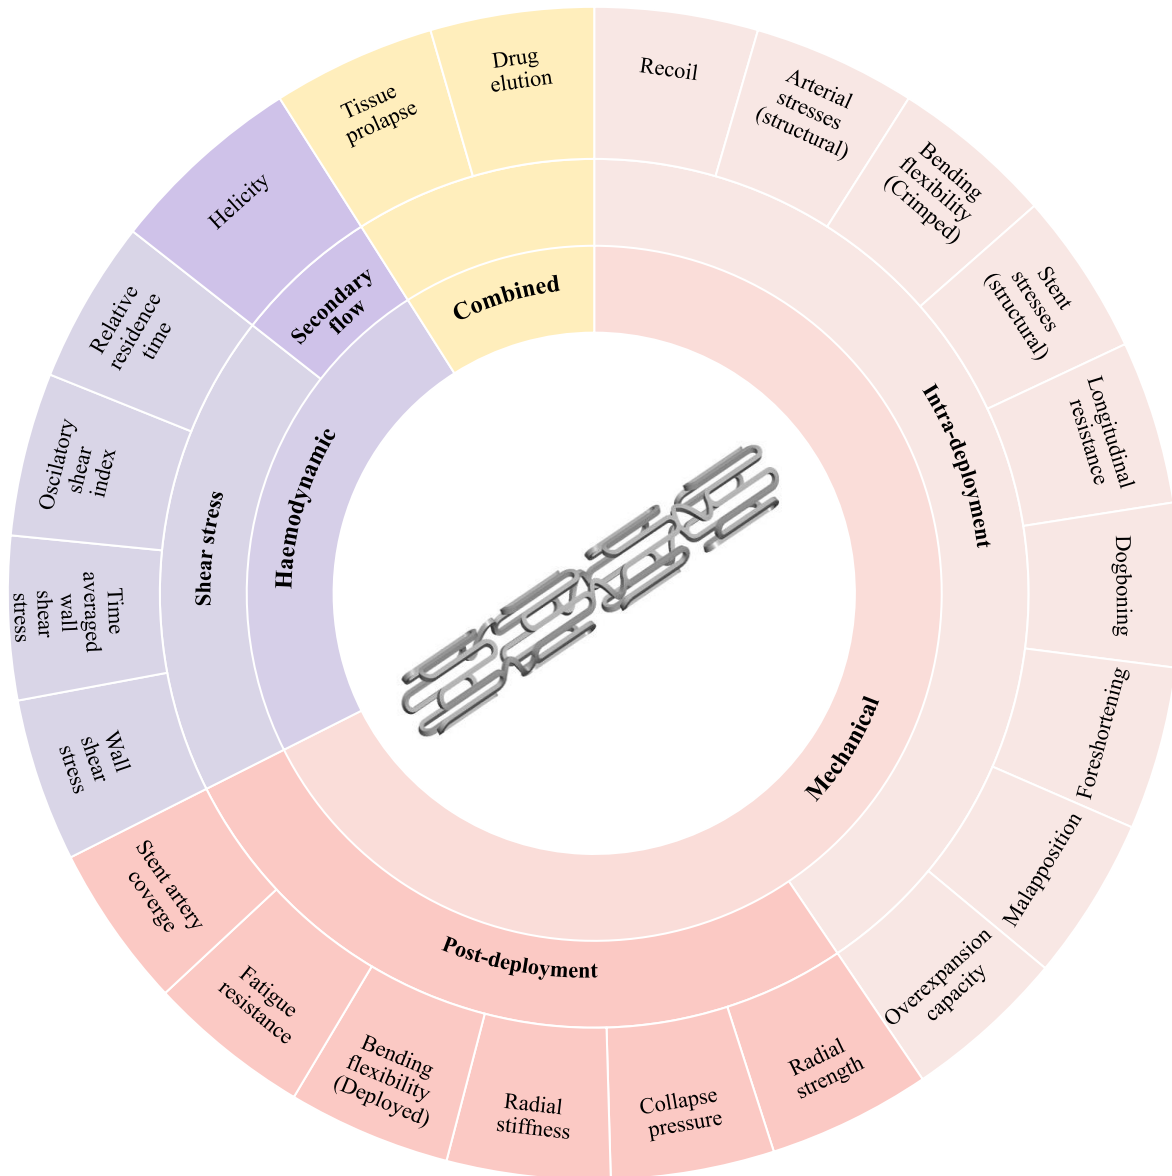 Recoil
Arterial
stresses
(structural)
Bending
flexibility
(Crimped)
Stent
stresses
(structural)
Longitudinal
resistance
Dogboning
Foreshortening
Malapposition
Overexpansion
capacity
Radial
strength
Collapse
pressure
Radial
stiffness
Bending
flexibility
(Deployed)
Fatigue
resistance
Stent artery
coverge
Wall
shear
stress
Time
averaged
wall
shear
stress
Oscilatory
shear
index
Relative
residence
time
Helicity
Tissue
prolapse
Drug
elution
Intra-deployment
Post-deployment
Shear stress
Secondary
flow
Combined
Mechanical
Haemodynamic